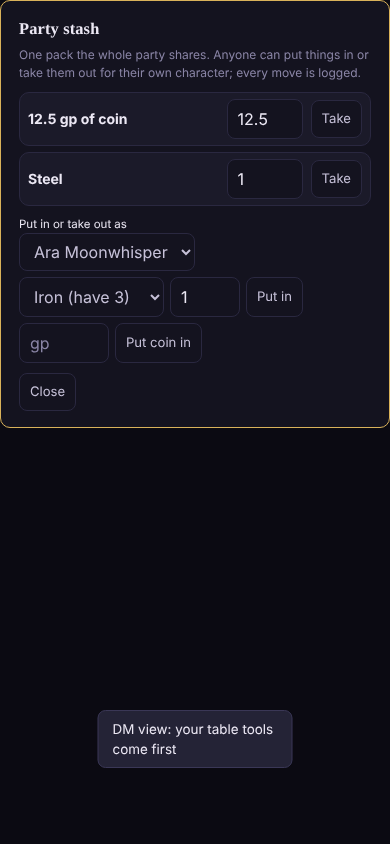 Party stash
One pack the whole party shares. Anyone can put things in or
take them out for their own character; every move is logged.
12.5 gp of coin 12.5 Take
Steel 1 Take
Put in or take out as
Ara Moonwhisper
Iron (have 3) 1 Put in
gp Put coin in
Close
DM view: your table tools
come first